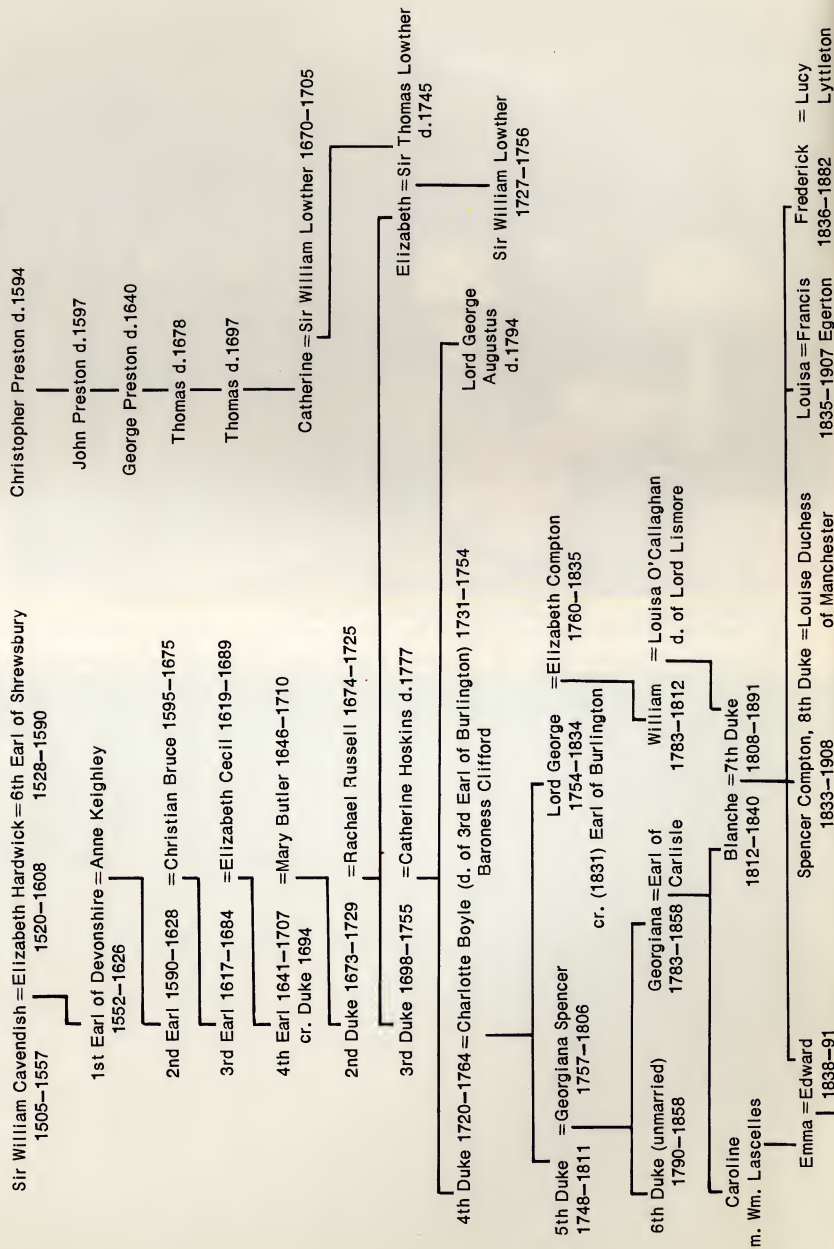 Sir William Cavendish = Elizabeth Hardwick = 6th Earl of Shrewsbury
1505–1557 1520–1608 1528–1590
1st Earl of Devonshire = Anne Keighley
1552–1626
2nd Earl 1590–1628 = Christian Bruce 1595–1675
3rd Earl 1617–1684 = Elizabeth Cecil 1619–1689
4th Earl 1641–1707 = Mary Butler 1646–1710
cr. Duke 1694
2nd Duke 1673–1729 = Rachael Russell 1674–1725
3rd Duke 1698–1755 = Catherine Hoskins d.1777
Christopher Preston d.1594
John Preston d.1597
George Preston d.1640
Thomas d.1678
Thomas d.1697
Catherine = Sir William Lowther 1670–1705
Elizabeth = Sir Thomas Lowther
d.1745
Sir William Lowther
1727–1756
4th Duke 1720–1764 = Charlotte Boyle (d. of 3rd Earl of Burlington) 1731–1754
Baroness Clifford
Lord George
Augustus
d.1794
5th Duke = Georgiana Spencer
1748–1811 1757–1806
Lord George = Elizabeth Compton
1754–1834 1760–1835
cr. (1831) Earl of Burlington
6th Duke (unmarried)
1790–1858
Georgiana = Earl of
1783–1858 Carlisle
William = Louisa O'Callaghan
1783–1812 d. of Lord Lismore
Caroline
m. Wm. Lascelles
Blanche = 7th Duke
1812–1840 1808–1891
Emma = Edward
1838–91
Spencer Compton, 8th Duke = Louise Duchess
1833–1908 of Manchester
Louisa = Francis
1835–1907 Egerton
Frederick = Lucy
1836–1882 Lyttleton